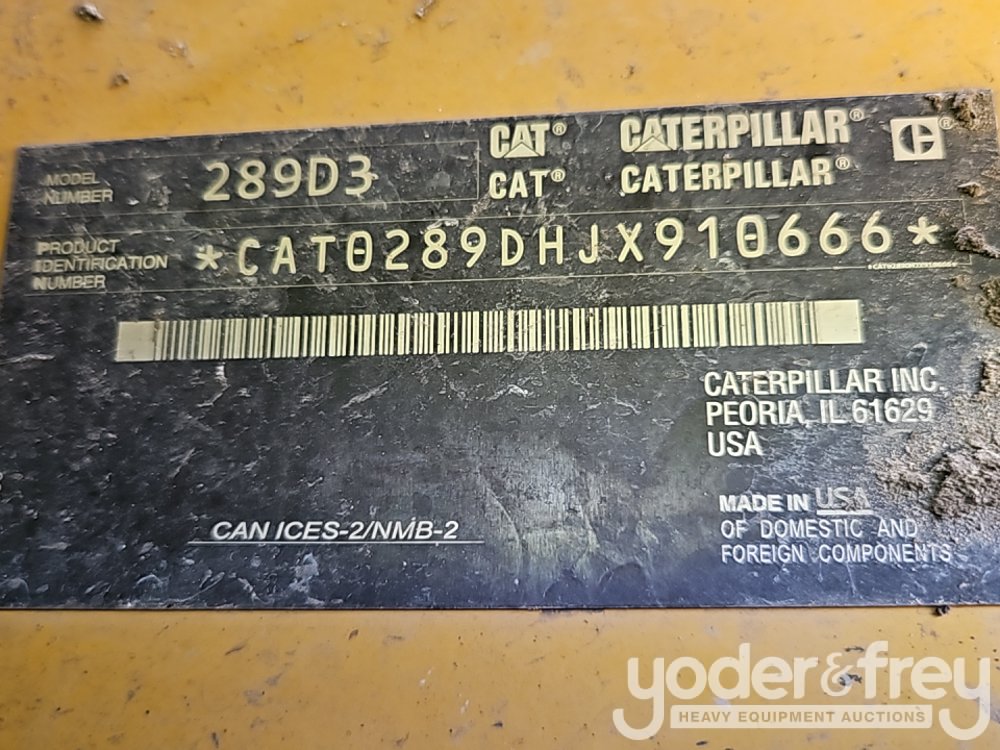 MODEL NUMBER 289D3
CAT® CATERPILLAR®
CAT® CATERPILLAR®
PRODUCT IDENTIFICATION NUMBER *CAT0289DHJX910666*
CATERPILLAR INC.
PEORIA, IL 61629
USA
CAN ICES-2/NMB-2
MADE IN USA
OF DOMESTIC AND
FOREIGN COMPONENTS
yoder&frey
HEAVY EQUIPMENT AUCTIONS